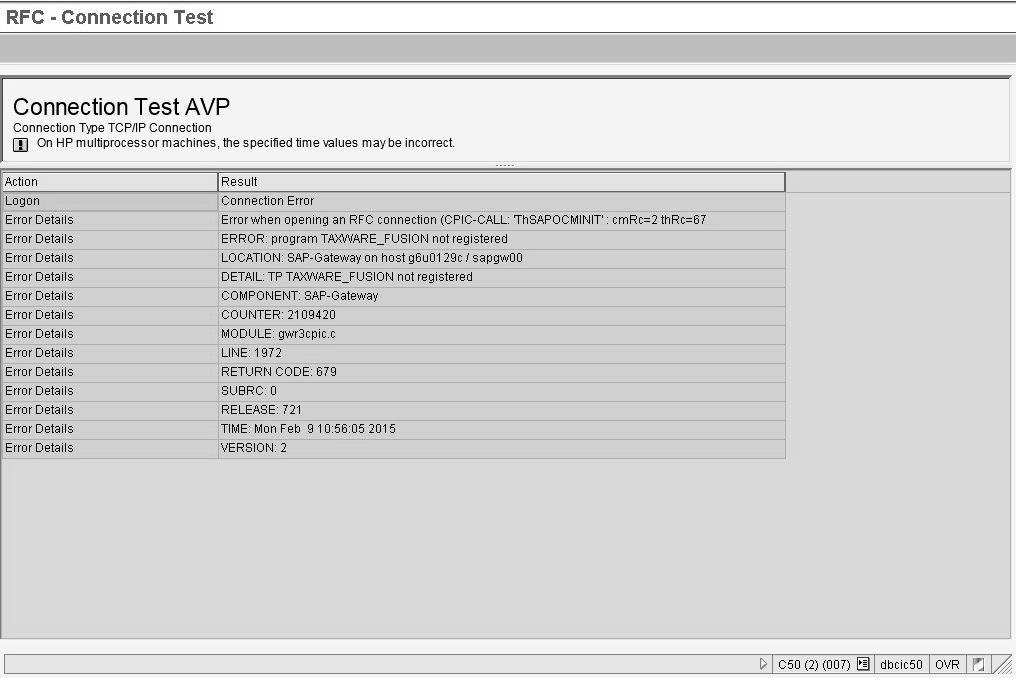 RFC - Connection Test
Connection Test AVP
Connection Type TCP/IP Connection
On HP multiprocessor machines, the specified time values may be incorrect.
Action Result
Logon Connection Error
Error Details Error when opening an RFC connection (CPIC-CALL: 'ThSAPOCMINIT' : cmRc=2 thRc=67
Error Details ERROR: program TAXWARE_FUSION not registered
Error Details LOCATION: SAP-Gateway on host g6u0129c / sapgw00
Error Details DETAIL: TP TAXWARE_FUSION not registered
Error Details COMPONENT: SAP-Gateway
Error Details COUNTER: 2109420
Error Details MODULE: gwr3cpic.c
Error Details LINE: 1972
Error Details RETURN CODE: 679
Error Details SUBRC: 0
Error Details RELEASE: 721
Error Details TIME: Mon Feb  9 10:56:05 2015
Error Details VERSION: 2
C50 (2) (007) dbcic50 OVR